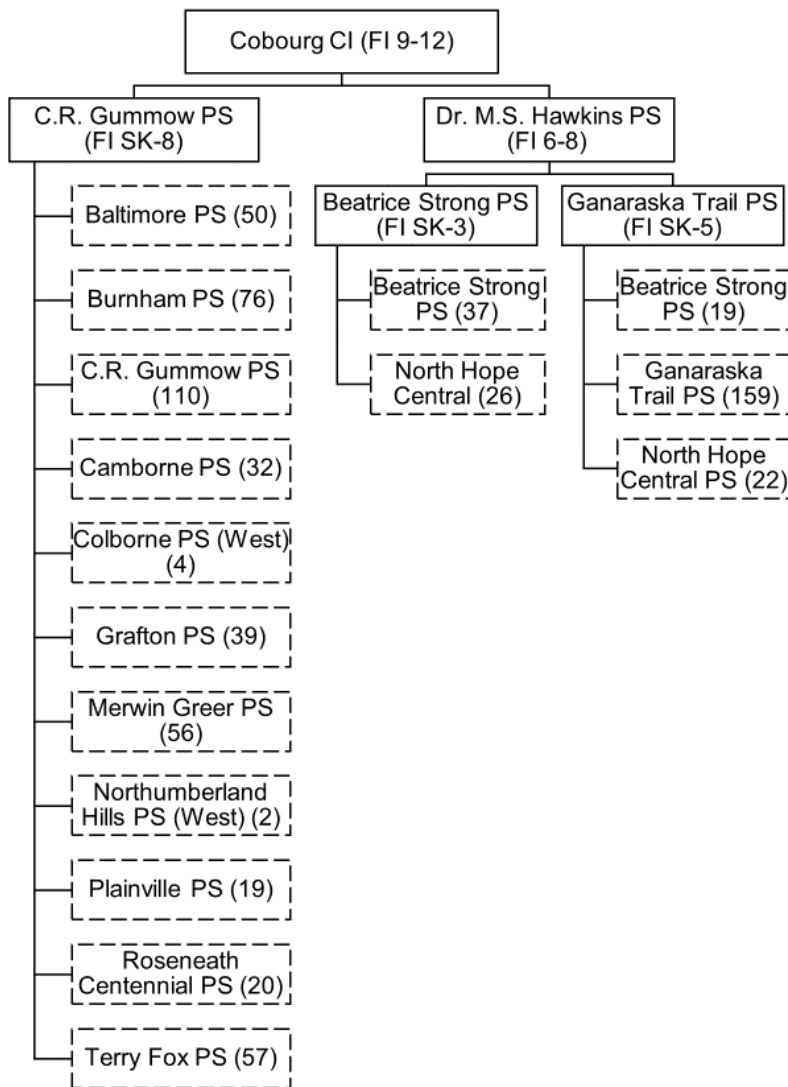 Cobourg CI (FI 9-12)
C.R. Gummow PS
(FI SK-8)
Dr. M.S. Hawkins PS
(FI 6-8)
Baltimore PS (50)
Burnham PS (76)
C.R. Gummow PS
(110)
Camborne PS (32)
Colborne PS (West)
(4)
Grafton PS (39)
Merwin Greer PS
(56)
Northumberland
Hills PS (West) (2)
Plainville PS (19)
Roseneath
Centennial PS (20)
Terry Fox PS (57)
Beatrice Strong PS
(FI SK-3)
Beatrice Strong
PS (37)
North Hope
Central (26)
Ganaraska Trail PS
(FI SK-5)
Beatrice Strong
PS (19)
Ganaraska
Trail PS (159)
North Hope
Central PS (22)